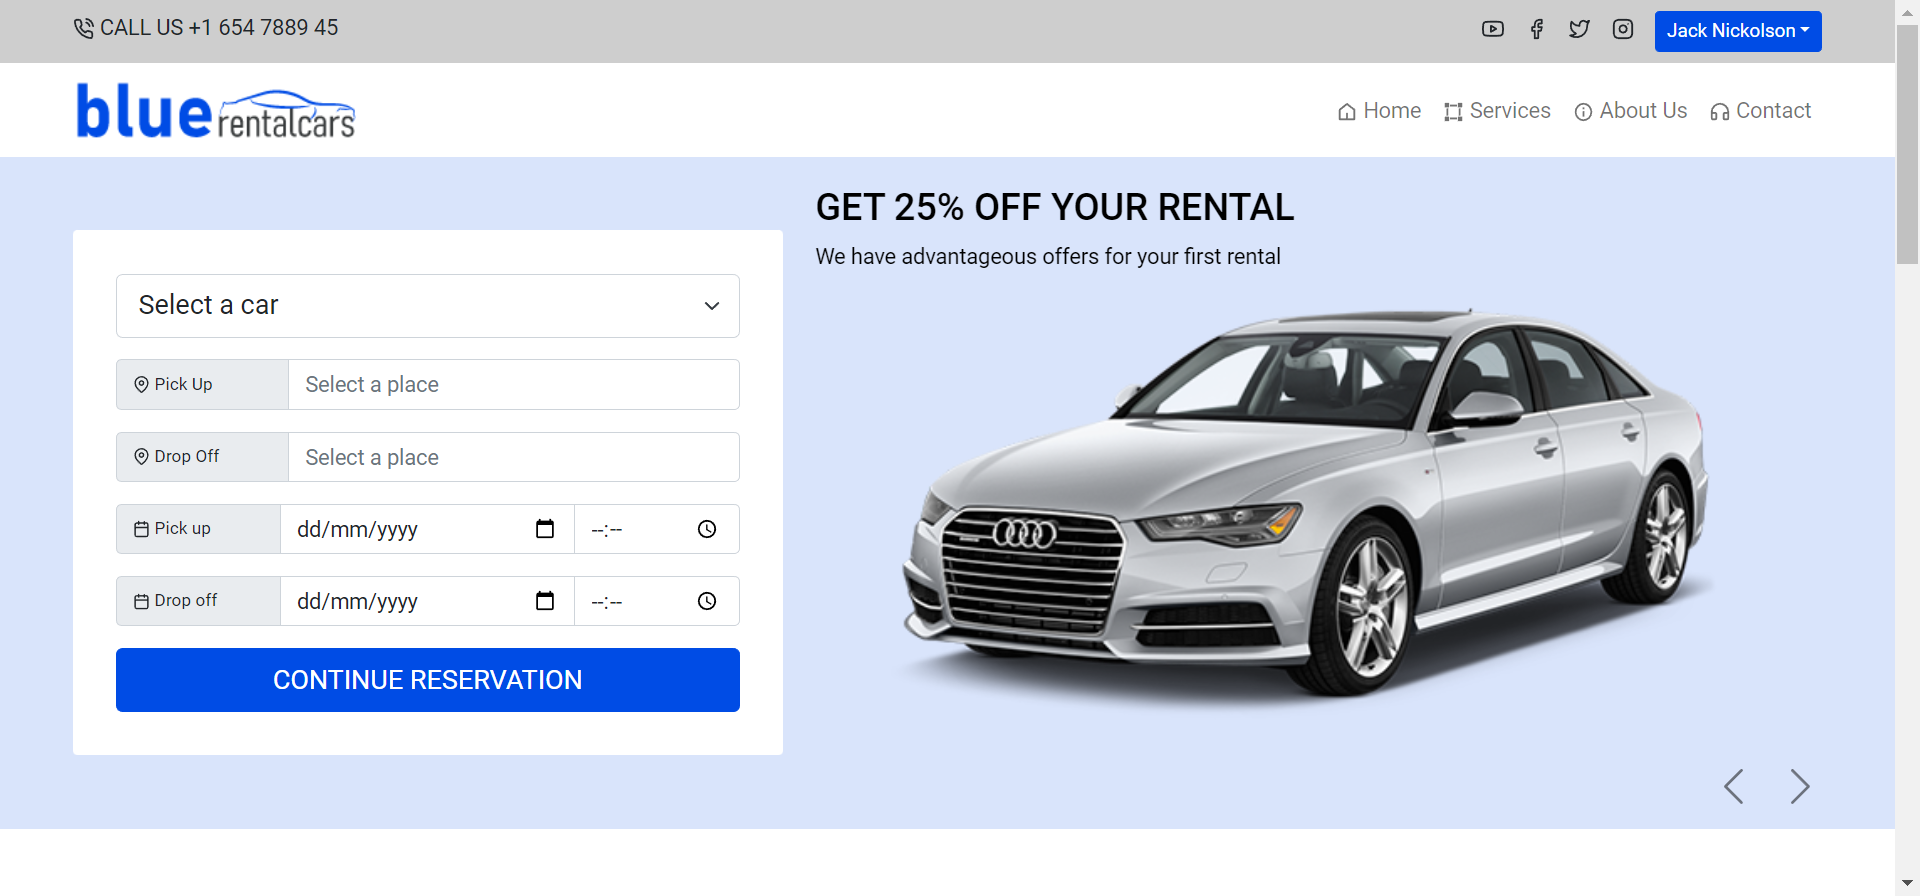 CALL US +1 654 7889 45
Jack Nickolson
blue rentalcars
Home Services About Us Contact
GET 25% OFF YOUR RENTAL
We have advantageous offers for your first rental
Select a car
Pick Up Select a place
Drop Off Select a place
Pick up dd/mm/yyyy --:--
Drop off dd/mm/yyyy --:--
CONTINUE RESERVATION